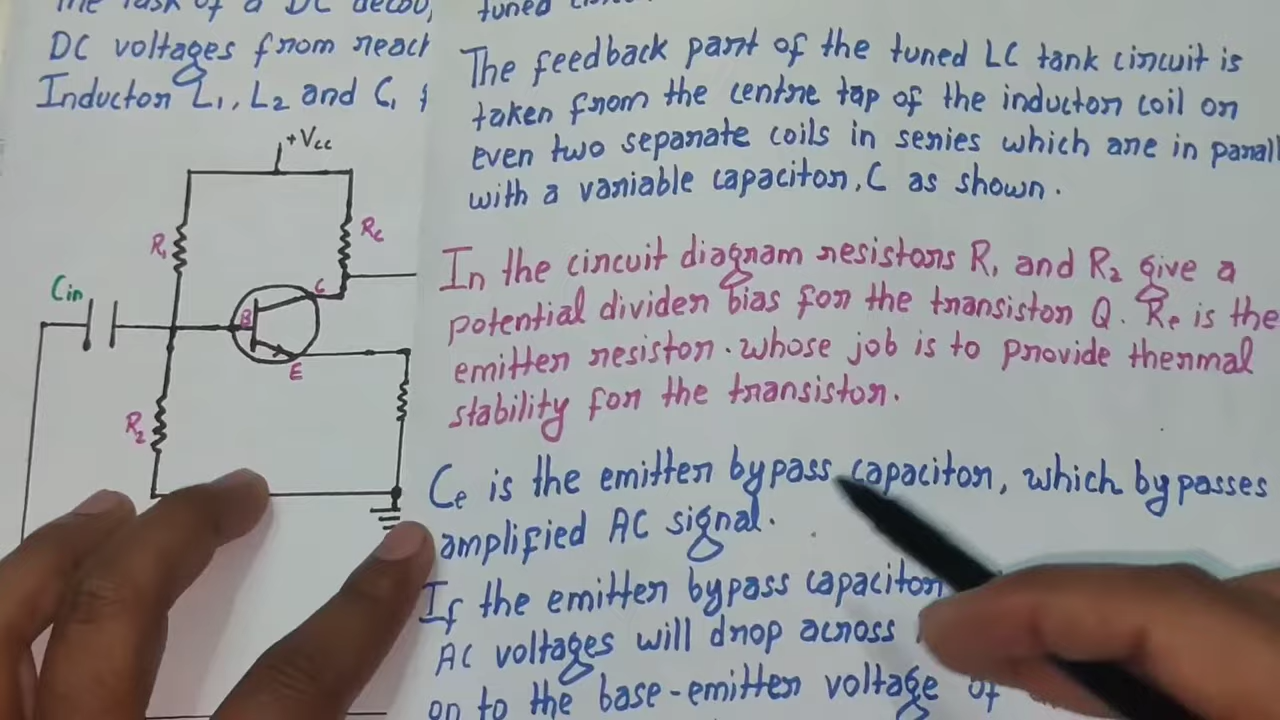 The task of a DC
DC voltages from
Inductor L1, L2 and C1
+Vcc
R1
Rc
Cin
C
B
E
R2
tuned
The feedback part of the tuned LC tank circuit is
taken from the centre tap of the inductor coil or
even two separate coils in series which are in
with a variable capacitor, C as shown.
In the circuit diagram resistors R1 and R2 give a
potential divider bias for the transistor Q. Re is the
emitter resistor. whose job is to provide thermal
stability for the transistor.
Ce is the emitter bypass capacitor, which bypasses
amplified AC signal.
If the emitter bypass capacitor
AC voltages will drop across
on to the base-emitter voltage of